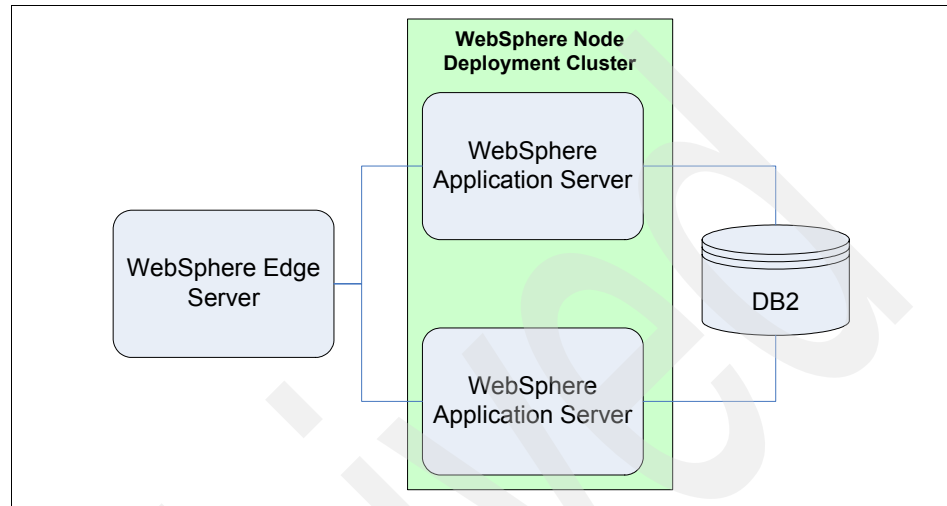 WebSphere Node
Deployment Cluster
WebSphere
Application Server
WebSphere Edge
Server
DB2
WebSphere
Application Server